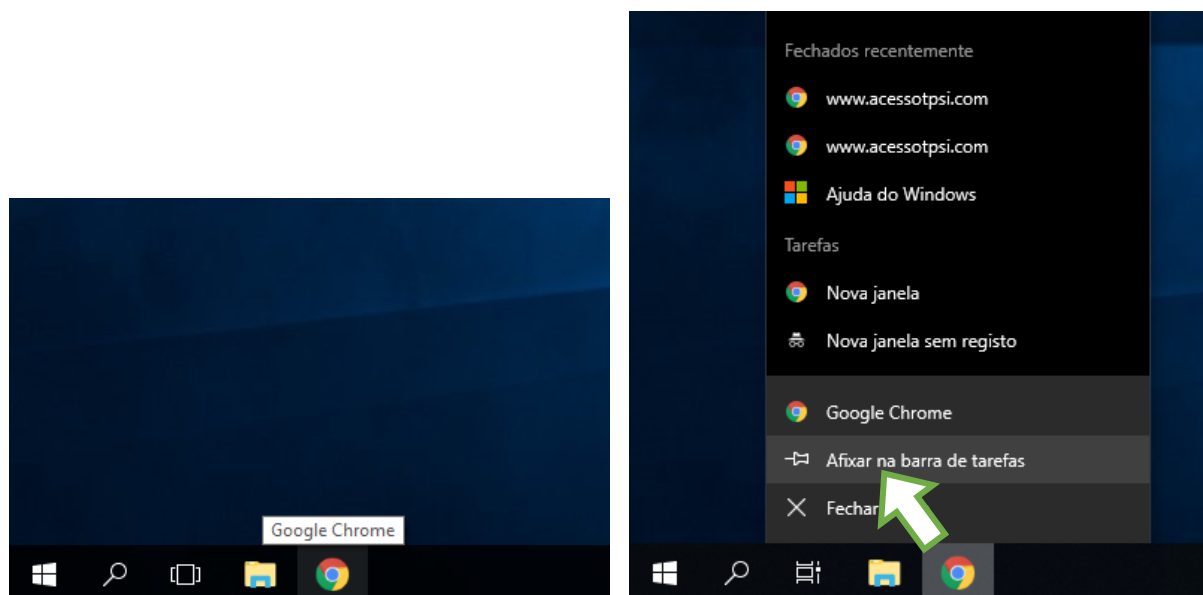 Google Chrome
Fechados recentemente
www.acessotpsi.com
www.acessotpsi.com
Ajuda do Windows
Tarefas
Nova janela
Nova janela sem registo
Google Chrome
Afixar na barra de tarefas
Fechar